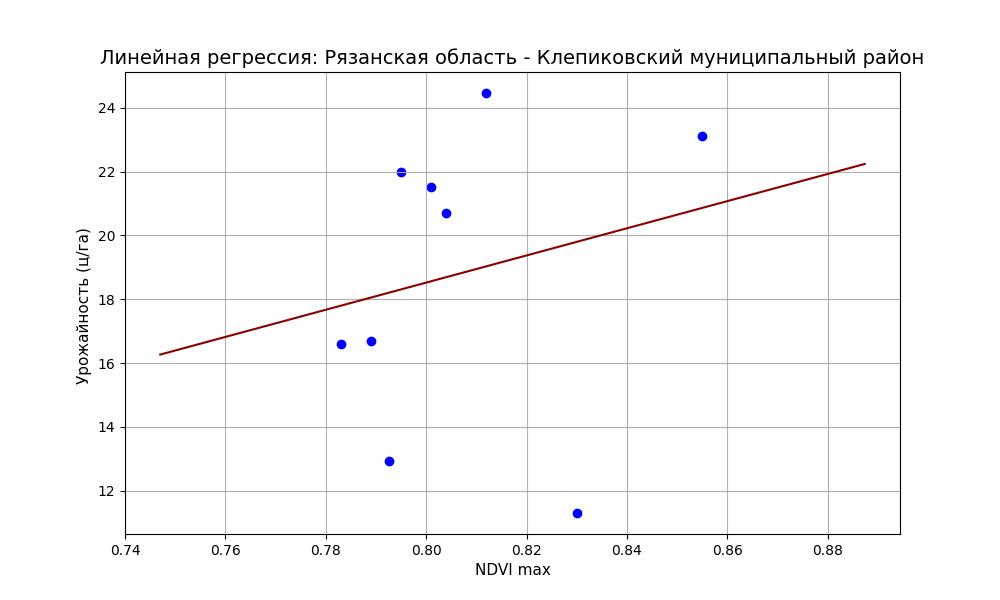 Линейная регрессия: Рязанская область - Клепиковский муниципальный район
Урожайность (ц/га)
24
22
20
18
16
14
12
0.74 0.76 0.78 0.80 0.82 0.84 0.86 0.88
NDVI max